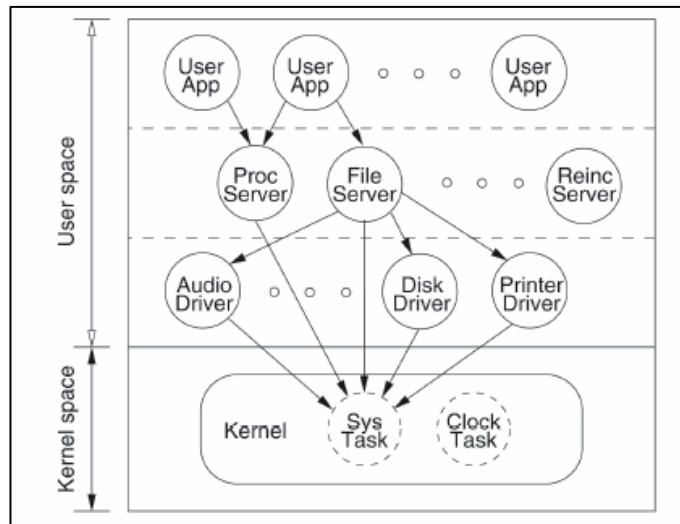 User
App
User
App
User
App
User space
Proc
Server
File
Server
Reinc
Server
Audio
Driver
Disk
Driver
Printer
Driver
Kernel space
Kernel
Sys
Task
Clock
Task